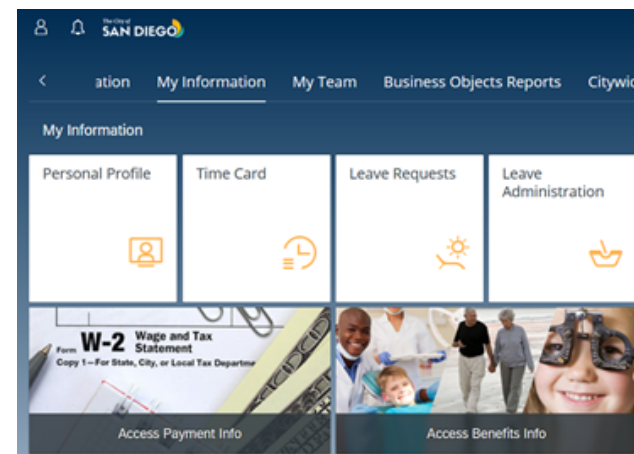 The City of
SAN DIEGO
ation My Information My Team Business Objects Reports Citywid
My Information
Personal Profile
Time Card
Leave Requests
Leave
Administration
Form W-2 Wage and Tax
Statement
Copy 1—For State, City, or Local Tax Departme
Access Payment Info
Access Benefits Info